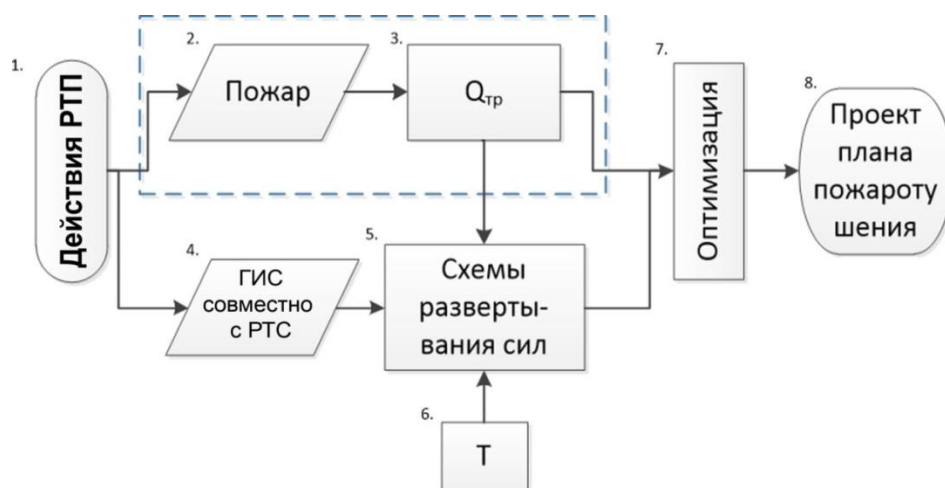 1.
Действия РТП
2.
Пожар
3.
Qтр
4.
ГИС
совместно
с РТС
5.
Схемы
разверты-
вания сил
6.
Т
7.
Оптимизация
8.
Проект
плана
пожароту
шения